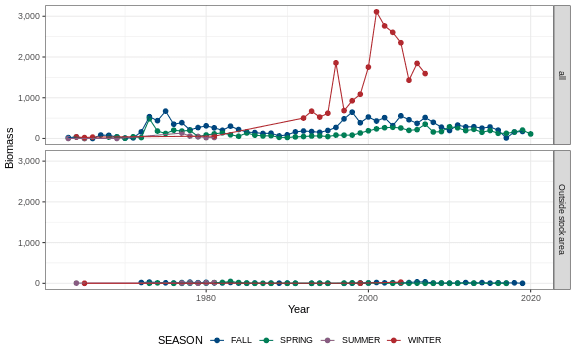 3,000
2,000
1,000
0
all
3,000
2,000
1,000
0
Outside stock area
Biomass
1980
2000
2020
Year
SEASON FALL SPRING SUMMER WINTER